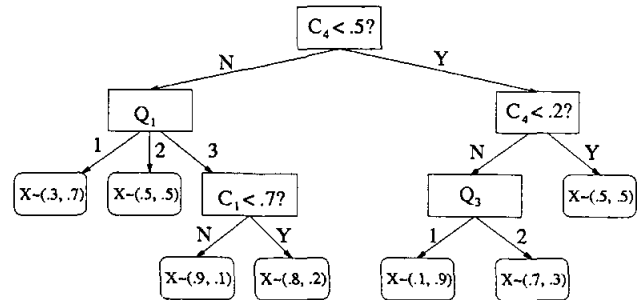 C₄ < .5?
N Y
Q₁
C₄ < .2?
1 2 3
N Y
X~(.3, .7) X~(.5, .5)
C₁ < .7?
Q₃
X~(.5, .5)
N Y
1 2
X~(.9, .1) X~(.8, .2) X~(.1, .9) X~(.7, .3)